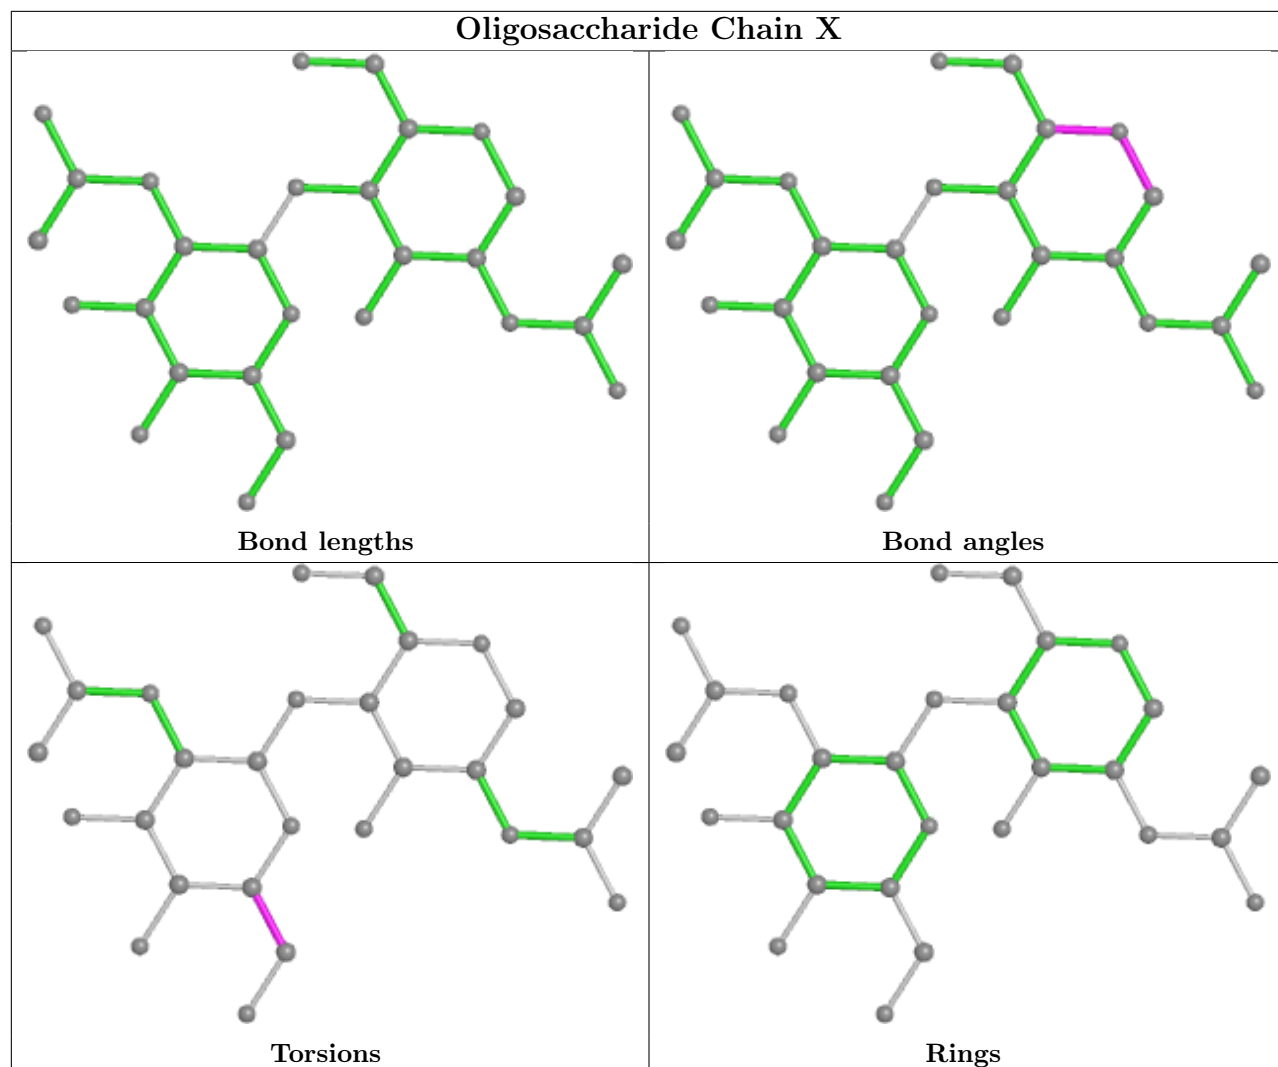 Oligosaccharide Chain X
Bond lengths
Bond angles
Torsions
Rings